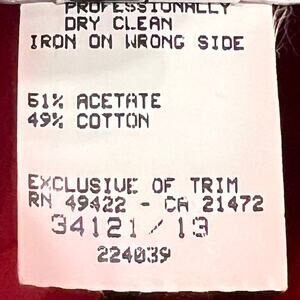 PROFESSIONALLY
DRY CLEAN
IRON ON WRONG SIDE
51% ACETATE
49% COTTON
EXCLUSIVE OF TRIM
RN 49422 - CA 21472
34121/13
224039